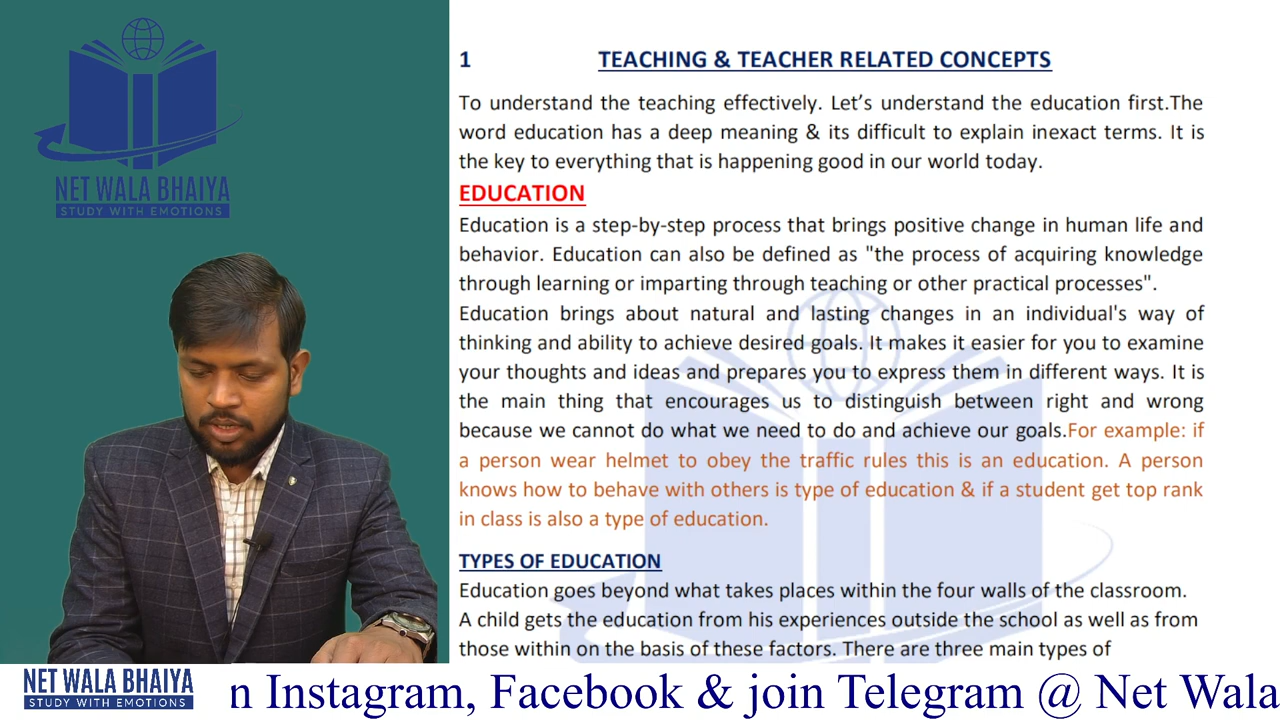 NET WALA BHAIYA
STUDY WITH EMOTIONS
1 TEACHING & TEACHER RELATED CONCEPTS
To understand the teaching effectively. Let's understand the education first.The
word education has a deep meaning & its difficult to explain inexact terms. It is
the key to everything that is happening good in our world today.
EDUCATION
Education is a step-by-step process that brings positive change in human life and
behavior. Education can also be defined as "the process of acquiring knowledge
through learning or imparting through teaching or other practical processes".
Education brings about natural and lasting changes in an individual's way of
thinking and ability to achieve desired goals. It makes it easier for you to examine
your thoughts and ideas and prepares you to express them in different ways. It is
the main thing that encourages us to distinguish between right and wrong
because we cannot do what we need to do and achieve our goals.For example: if
a person wear helmet to obey the traffic rules this is an education. A person
knows how to behave with others is type of education & if a student get top rank
in class is also a type of education.
TYPES OF EDUCATION
Education goes beyond what takes places within the four walls of the classroom.
A child gets the education from his experiences outside the school as well as from
those within on the basis of these factors. There are three main types of
NET WALA BHAIYA
STUDY WITH EMOTIONS
n Instagram, Facebook & join Telegram @ Net Wala